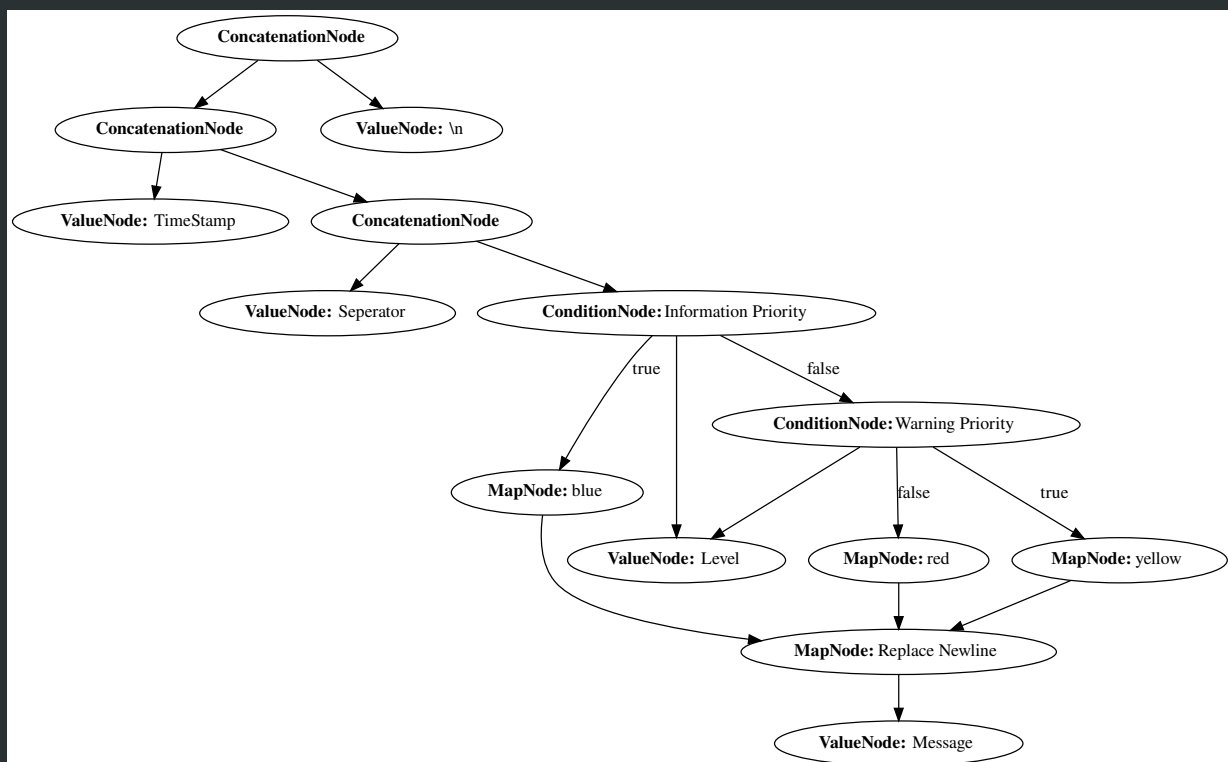 ConcatenationNode
ConcatenationNode
ValueNode: \n
ValueNode: TimeStamp
ConcatenationNode
ValueNode: Seperator
ConditionNode: Information Priority
true
false
ConditionNode: Warning Priority
MapNode: blue
false
true
ValueNode: Level
MapNode: red
MapNode: yellow
MapNode: Replace Newline
ValueNode: Message